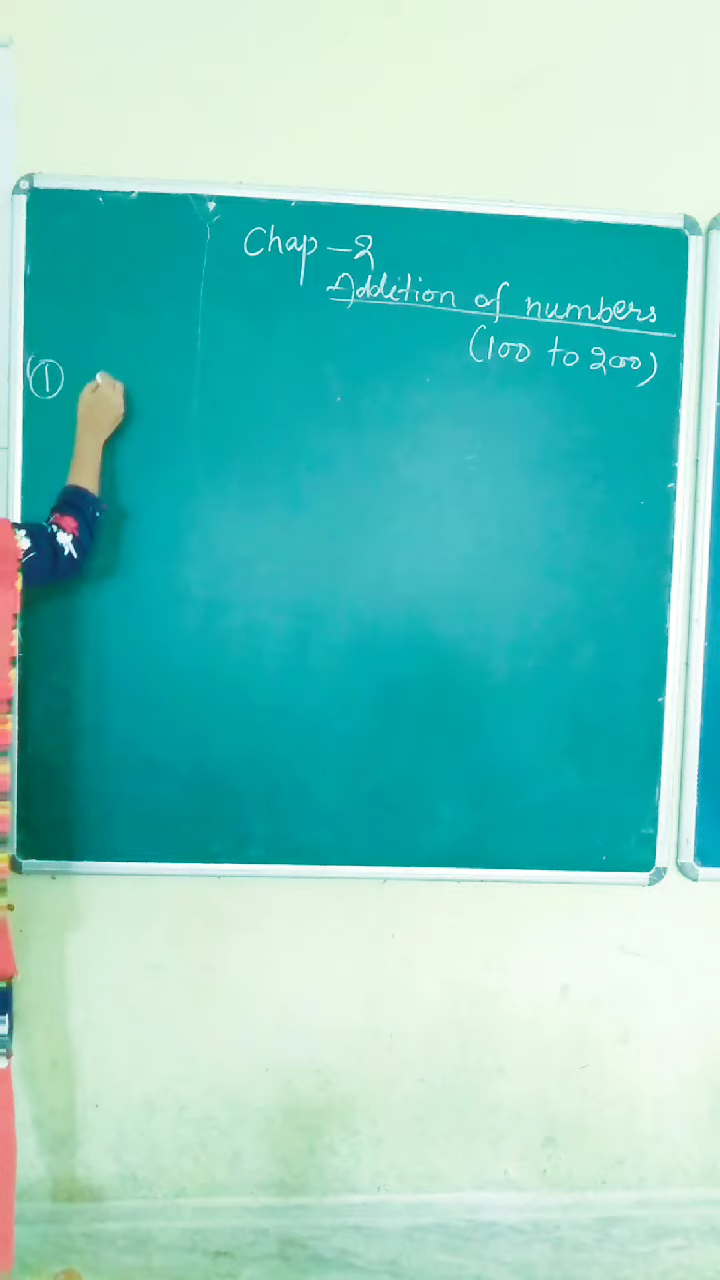 Chap - 2
Addition of numbers
(100 to 200)
①